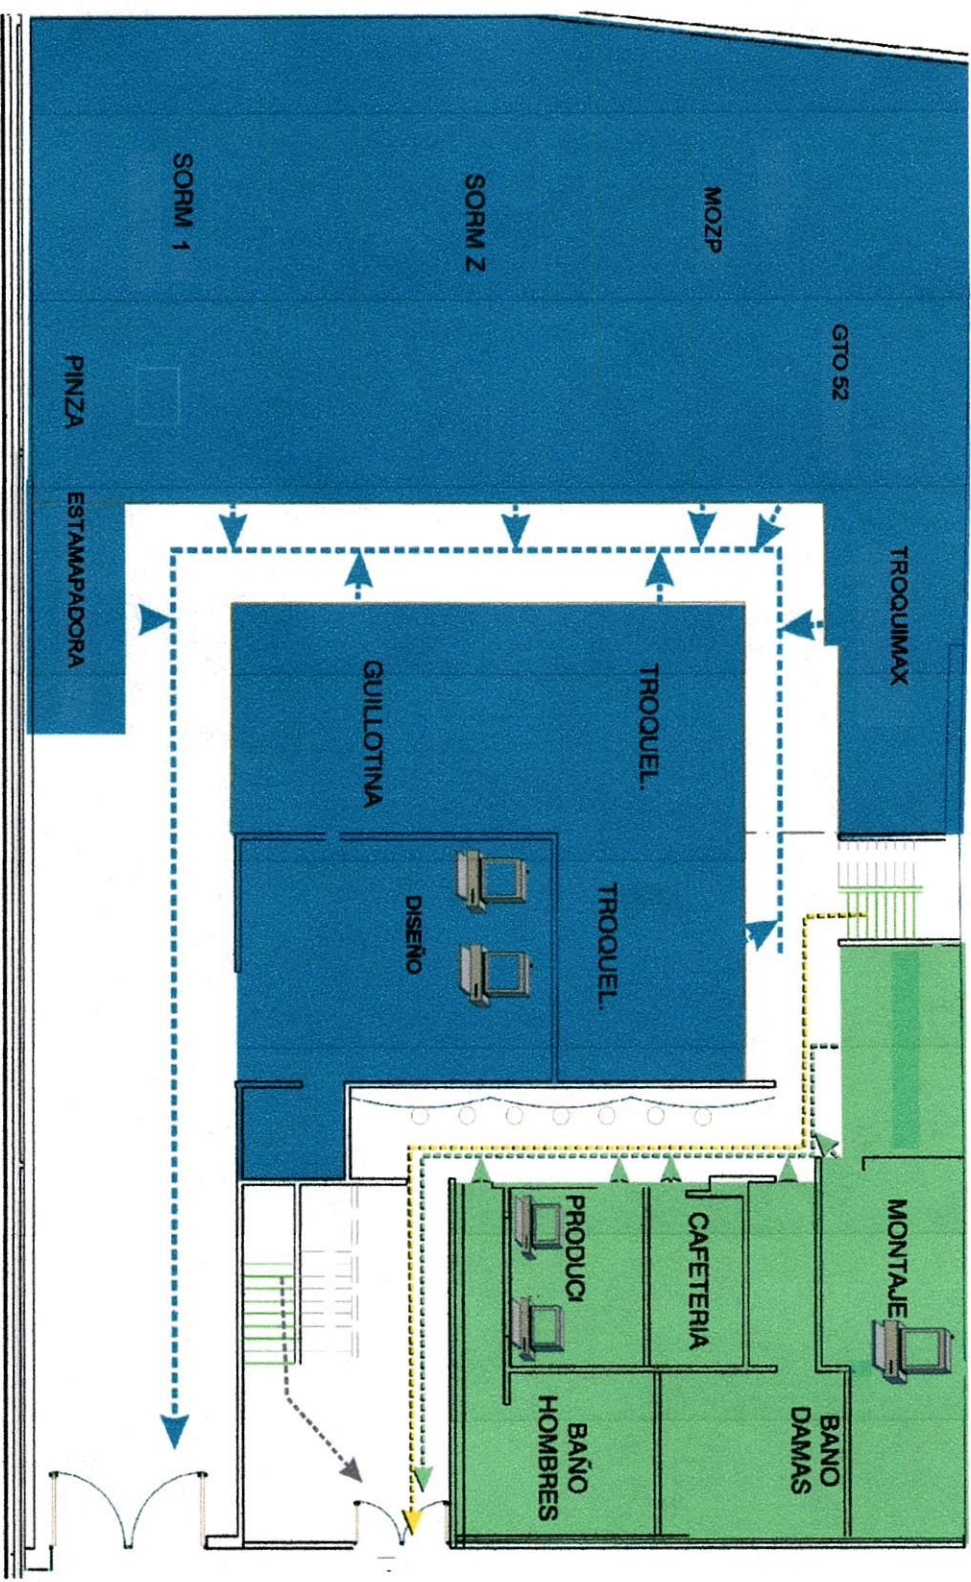 TROQUIMAX
MONTAJE
GTO 52
MOZP
BANO
DAMAS
CAFETERIA
TROQUEL.
TROQUEL.
PRODUCI
BAÑO
HOMBRES
SORM Z
DISEÑO
GUILLOTINA
SORM 1
PINZA
ESTAMAPADORA